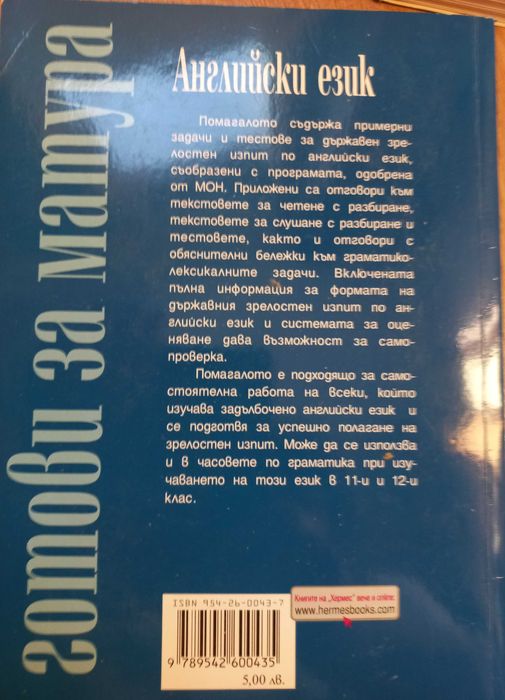 готови за матура
Английски език
Помагалото съдържа примерни
задачи и тестове за държавен зре-
лостен изпит по английски език,
съобразени с програмата, одобрена
от МОН. Приложени са отговори към
текстовете за четене с разбиране,
текстовете за слушане с разбиране и
тестовете, както и отговори с
обяснителни бележки към граматико-
лексикалните задачи. Включената
пълна информация за формата на
държавния зрелостен изпит по ан-
глийски език и системата за оце-
няване дава възможност за само-
проверка.
Помагалото е подходящо за само-
стоятелна работа на всеки, който
изучава задълбочено английски език и
се подготвя за успешно полагане на
зрелостен изпит. Може да се използва
и в часовете по граматика при изу-
чаването на този език в 11-и и 12-и
клас.
ISBN 954-26-0043-7
9 789542 600435
5,00 лв.
Книгите на „Хермес" вече и online:
www.hermesbooks.com